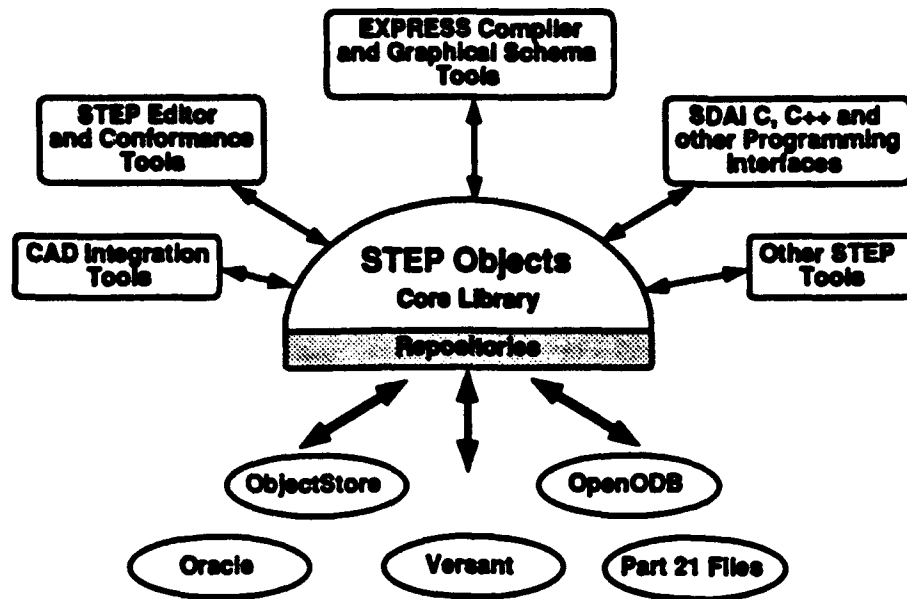 EXPRESS Compiler
and Graphical Schema
Tools
STEP Editor
and Conformance
Tools
SDAI C, C++ and
other Programming
Interfaces
CAD Integration
Tools
STEP Objects
Core Library
Other STEP
Tools
Repositories
ObjectStore
OpenODB
Oracle
Versant
Part 21 Files